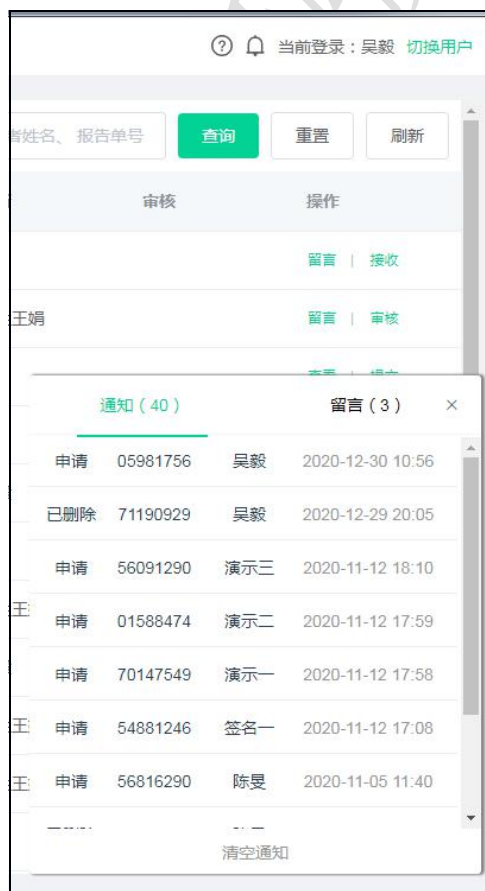 当前登录：吴毅 切换用户
者姓名、 报告单号 查询 重置 刷新
审核 操作
留言 | 接收
王娟 留言 | 审核
通知（40） 留言（3） ×
申请 05981756 吴毅 2020-12-30 10:56
已删除 71190929 吴毅 2020-12-29 20:05
申请 56091290 演示三 2020-11-12 18:10
王
申请 01588474 演示二 2020-11-12 17:59
申请 70147549 演示一 2020-11-12 17:58
王
申请 54881246 签名一 2020-11-12 17:08
王
申请 56816290 陈旻 2020-11-05 11:40
清空通知